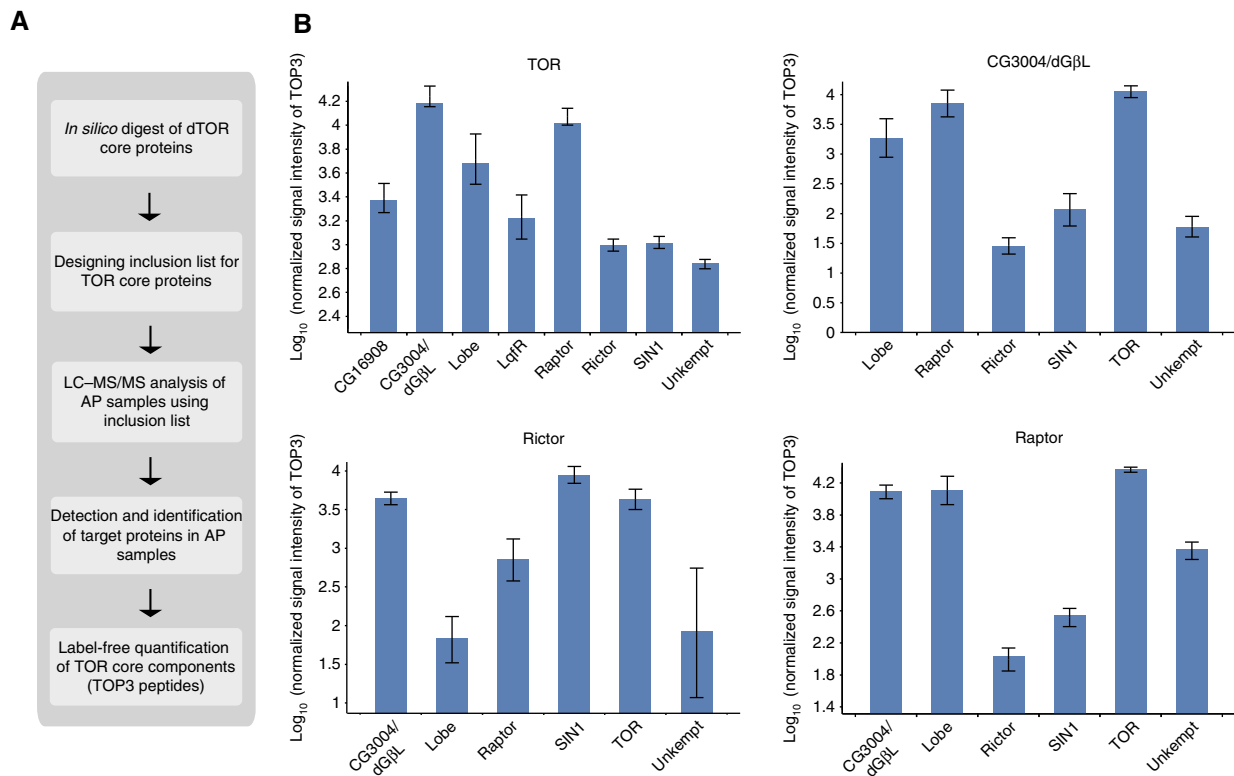 A
In silico digest of dTOR
core proteins
Designing inclusion list for
TOR core proteins
LC–MS/MS analysis of
AP samples using
inclusion list
Detection and identification
of target proteins in AP
samples
Label-free quantification
of TOR core components
(TOP3 peptides)
B
TOR
Log10 (normalized signal intensity of TOP3)
4.2
4
3.8
3.6
3.4
3.2
3
2.8
2.6
2.4
CG16908
CG3004/
dGβL
Lobe
LqfR
Raptor
Rictor
SIN1
Unkempt
CG3004/dGβL
Log10 (normalized signal intensity of TOP3)
4
3.5
3
2.5
2
1.5
1
0.5
0
Lobe
Raptor
Rictor
SIN1
TOR
Unkempt
Rictor
Log10 (normalized signal intensity of TOP3)
4
3.5
3
2.5
2
1.5
1
CG3004/
dGβL
Lobe
Raptor
SIN1
TOR
Unkempt
Raptor
Log10 (normalized signal intensity of TOP3)
4.2
3.8
3.4
3
2.6
2.2
1.8
1.4
CG3004/
dGβL
Lobe
Rictor
SIN1
TOR
Unkempt